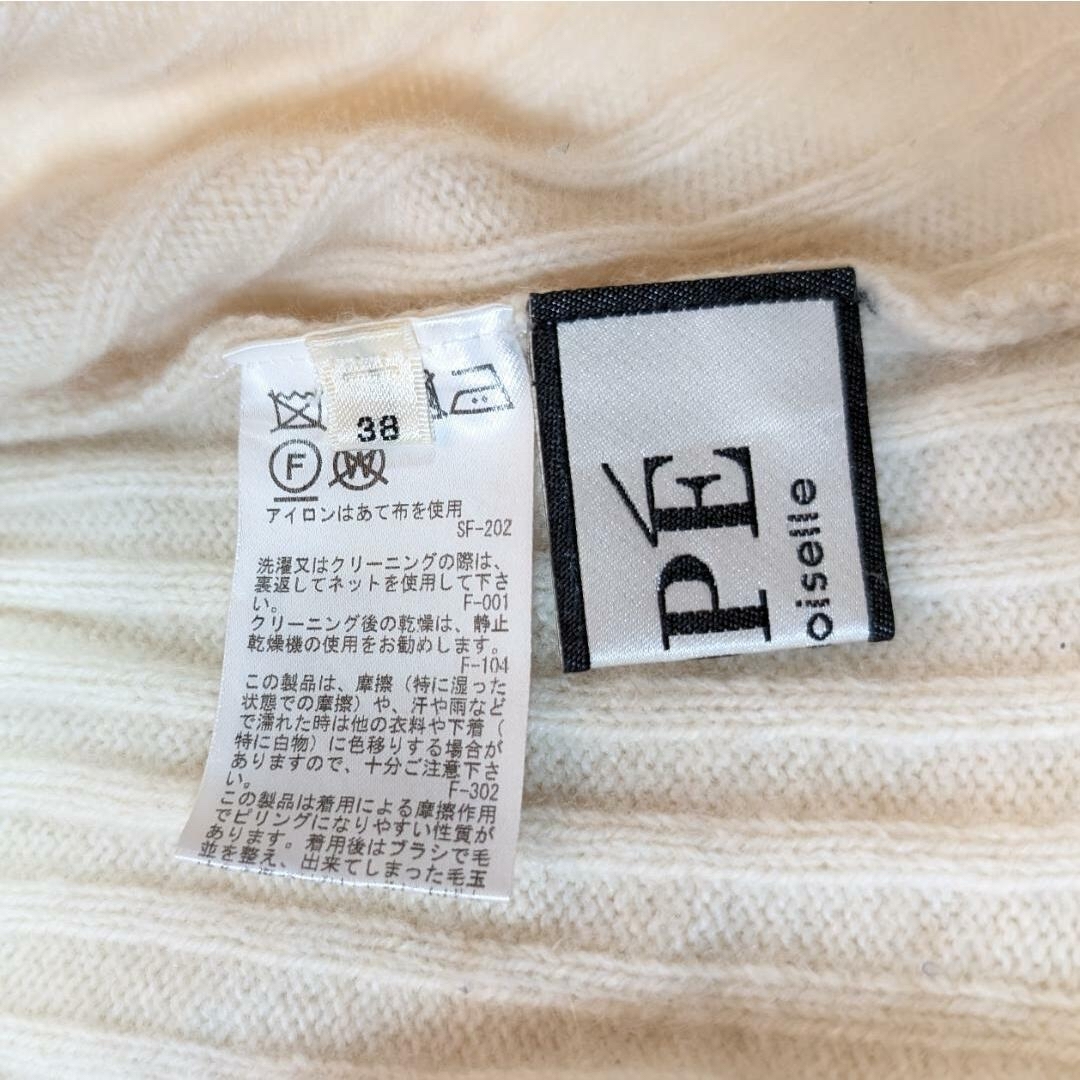 38
F
W
アイロンはあて布を使用
SF-202
洗濯又はクリーニングの際は、
裏返してネットを使用して下さ
い。 F-001
クリーニング後の乾燥は、静止
乾燥機の使用をお勧めします。
F-104
この製品は、摩擦（特に湿った
状態での摩擦）や、汗や雨など
で濡れた時は他の衣料や下着（
特に白物）に色移りする場合が
ありますので、十分ご注意下さ
い。 F-302
この製品は着用による摩擦作用
でピリングになりやすい性質が
あります。着用後はブラシで毛
並を整え、出来てしまった毛玉
PÉ
oiselle